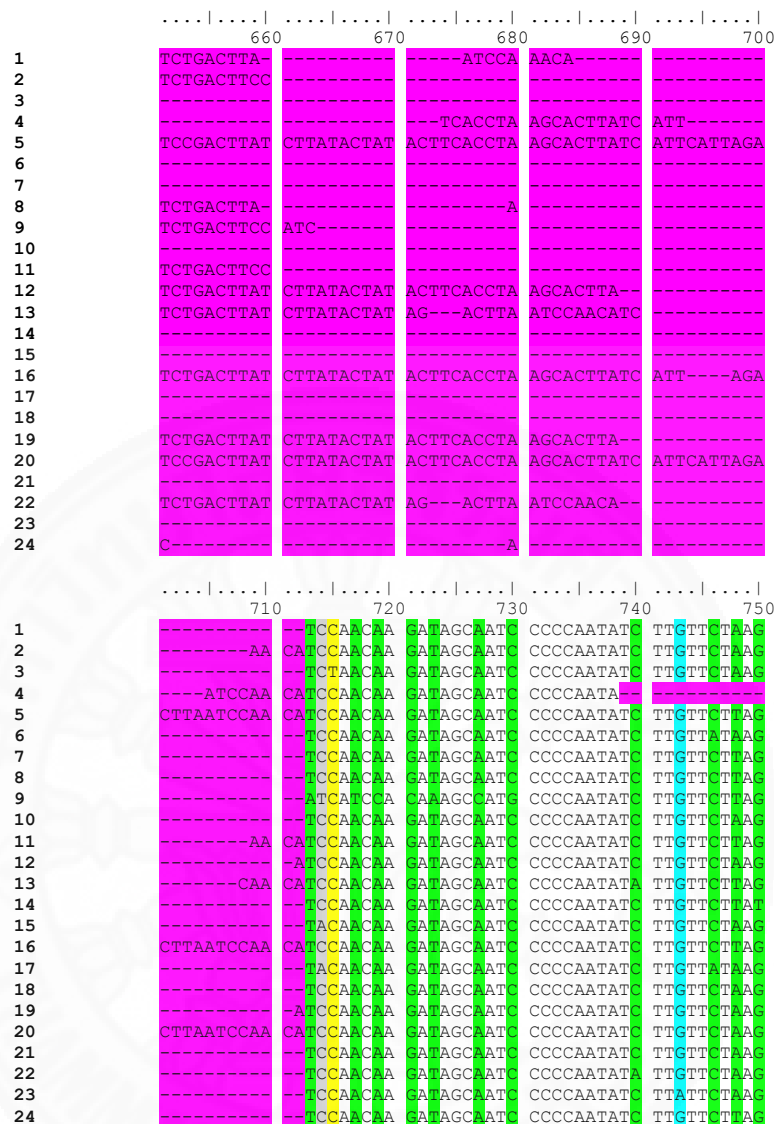 ....|....| ....|....| ....|....| ....|....| ....|....|
660 670 680 690 700
1 TCTGACTTA- ---------- -----ATCCA AACA------ ----------
2 TCTGACTTCC ---------- ---------- ---------- ----------
3 ---------- ---------- ---------- ---------- ----------
4 ---------- ---------- ---TCACCTA AGCACTTATC ATT-------
5 TCCGACTTAT CTTATACTAT ACTTCACCTA AGCACTTATC ATTCATTAGA
6 ---------- ---------- ---------- ---------- ----------
7 ---------- ---------- ---------- ---------- ----------
8 TCTGACTTA- ---------- ---------A ---------- ----------
9 TCTGACTTCC ATC------- ---------- ---------- ----------
10 ---------- ---------- ---------- ---------- ----------
11 TCTGACTTCC ---------- ---------- ---------- ----------
12 TCTGACTTAT CTTATACTAT ACTTCACCTA AGCACTTA-- ----------
13 TCTGACTTAT CTTATACTAT AG---ACTTA ATCCAACATC ----------
14 ---------- ---------- ---------- ---------- ----------
15 ---------- ---------- ---------- ---------- ----------
16 TCTGACTTAT CTTATACTAT ACTTCACCTA AGCACTTATC ATT----AGA
17 ---------- ---------- ---------- ---------- ----------
18 ---------- ---------- ---------- ---------- ----------
19 TCTGACTTAT CTTATACTAT ACTTCACCTA AGCACTTA-- ----------
20 TCCGACTTAT CTTATACTAT ACTTCACCTA AGCACTTATC ATTCATTAGA
21 ---------- ---------- ---------- ---------- ----------
22 TCTGACTTAT CTTATACTAT AG---ACTTA ATCCAACA-- ----------
23 ---------- ---------- ---------- ---------- ----------
24 C--------- ---------- ---------A ---------- ----------
....|....| ....|....| ....|....| ....|....| ....|....|
710 720 730 740 750
1 ---------- --TCCAACAA GATAGCAATC CCCCAATATC TTGTTCTAAG
2 -------AA CATCCAACAA GATAGCAATC CCCCAATATC TTGTTCTAAG
3 ---------- --TCTAACAA GATAGCAATC CCCCAATATC TTGTTCTAAG
4 ----ATCCAA CATCCAACAA GATAGCAATC CCCCAATA-- ----------
5 CTTAATCCAA CATCCAACAA GATAGCAATC CCCCAATATC TTGTTCTTAG
6 ---------- --TCCAACAA GATAGCAATC CCCCAATATC TTGTTATAAG
7 ---------- --TCCAACAA GATAGCAATC CCCCAATATC TTGTTCTTAG
8 ---------- --TCCAACAA GATAGCAATC CCCCAATATC TTGTTCTTAG
9 ---------- --ATCATCCA CAAAGCCATG CCCCAATATC TTGTTCTTAG
10 ---------- --TCCAACAA GATAGCAATC CCCCAATATC TTGTTCTAAG
11 -------AA CATCCAACAA GATAGCAATC CCCCAATATC TTGTTCTTAG
12 ---------- -ATCCAACAA GATAGCAATC CCCCAATATC TTGTTCTAAG
13 -------CAA CATCCAACAA GATAGCAATC CCCCAATATA TTGTTCTTAG
14 ---------- --TCCAACAA GATAGCAATC CCCCAATATC TTGTTCTTAT
15 ---------- --TACAACAA GATAGCAATC CCCCAATATC TTGTTCTAAG
16 CTTAATCCAA CATCCAACAA GATAGCAATC CCCCAATATC TTGTTCTTAG
17 ---------- --TACAACAA GATAGCAATC CCCCAATATC TTGTTATAAG
18 ---------- --TCCAACAA GATAGCAATC CCCCAATATC TTGTTCTAAG
19 ---------- -ATCCAACAA GATAGCAATC CCCCAATATC TTGTTCTAAG
20 CTTAATCCAA CATCCAACAA GATAGCAATC CCCCAATATC TTGTTCTTAG
21 ---------- --TCCAACAA GATAGCAATC CCCCAATATC TTGTTCTAAG
22 ---------- --TCCAACAA GATAGCAATC CCCCAATATA TTGTTCTAAG
23 ---------- --TCCAACAA GATAGCAATC CCCCAATATC TTATTCTAAG
24 ---------- --TCCAACAA GATAGCAATC CCCCAATATC TTGTTCTTAG